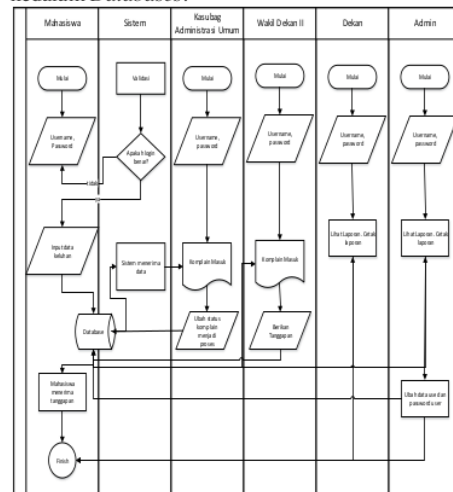 Mahasiswa
Sistem
Kasubag
Administrasi Umum
Wakil Dekan II
Dekan
Admin
Mulai
Validasi
Mulai
Mulai
Mulai
Mulai
Username,
Password
Apakah login
benar?
Username,
password
Username,
password
Username,
password
Username,
password
tidak
Input data
keluhan
Sistem menerima
data
Komplain Masuk
Komplain Masuk
Lihat Laporan. Cetak
laporan
Lihat Laporan. Cetak
laporan
Database
Ubah status
komplain
menjadi
proses
Berikan
Tanggapan
Mahasiswa
menerima
tanggapan
Ubah data user dan
password user
Finish